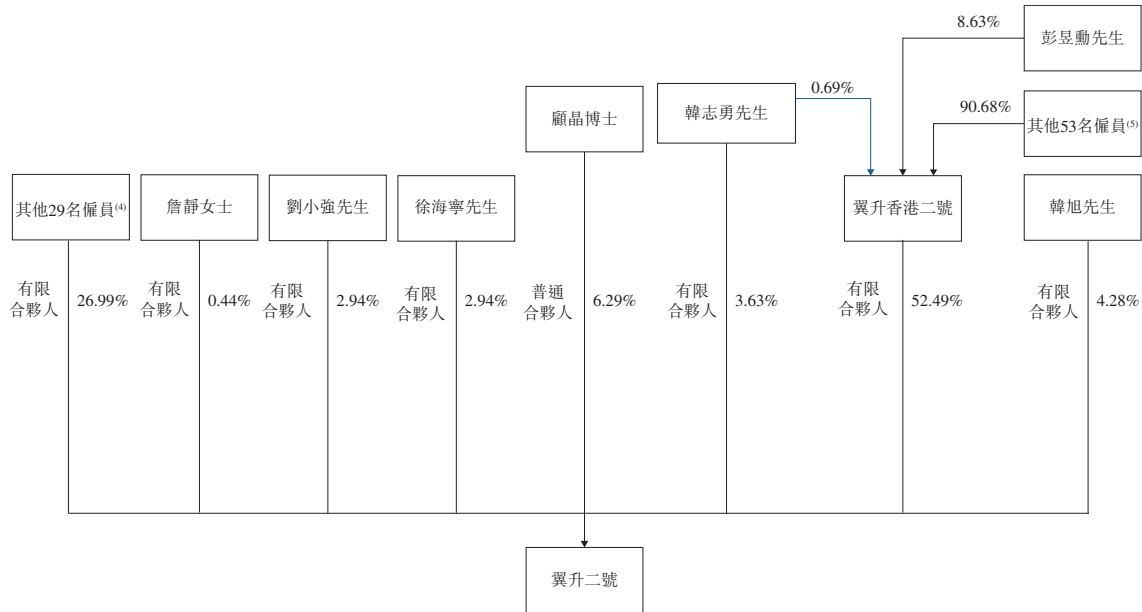 8.63%
彭昱勳先生
0.69%
90.68%
顧晶博士
韓志勇先生
其他53名僱員(5)
其他29名僱員(4)
詹靜女士
劉小強先生
徐海寧先生
翼升香港二號
韓旭先生
有限
合夥人
26.99%
有限
合夥人
0.44%
有限
合夥人
2.94%
有限
合夥人
2.94%
普通
合夥人
6.29%
有限
合夥人
3.63%
有限
合夥人
52.49%
有限
合夥人
4.28%
翼升二號